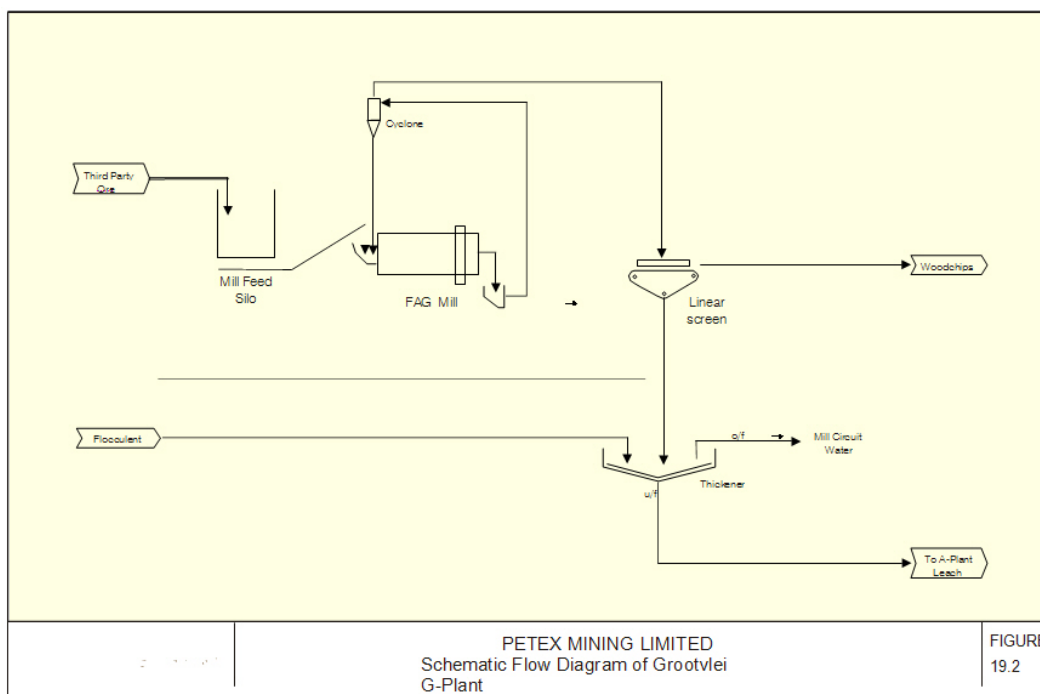 Cyclone
Third Party
Ore
Mill Feed
Silo
FAG Mill
Linear
screen
Woodchips
Flocculent
o/f
Mill Circuit
Water
Thickener
u/f
To A-Plant
Leach
PETEX MINING LIMITED
Schematic Flow Diagram of Grootvlei
G-Plant
FIGURE
19.2